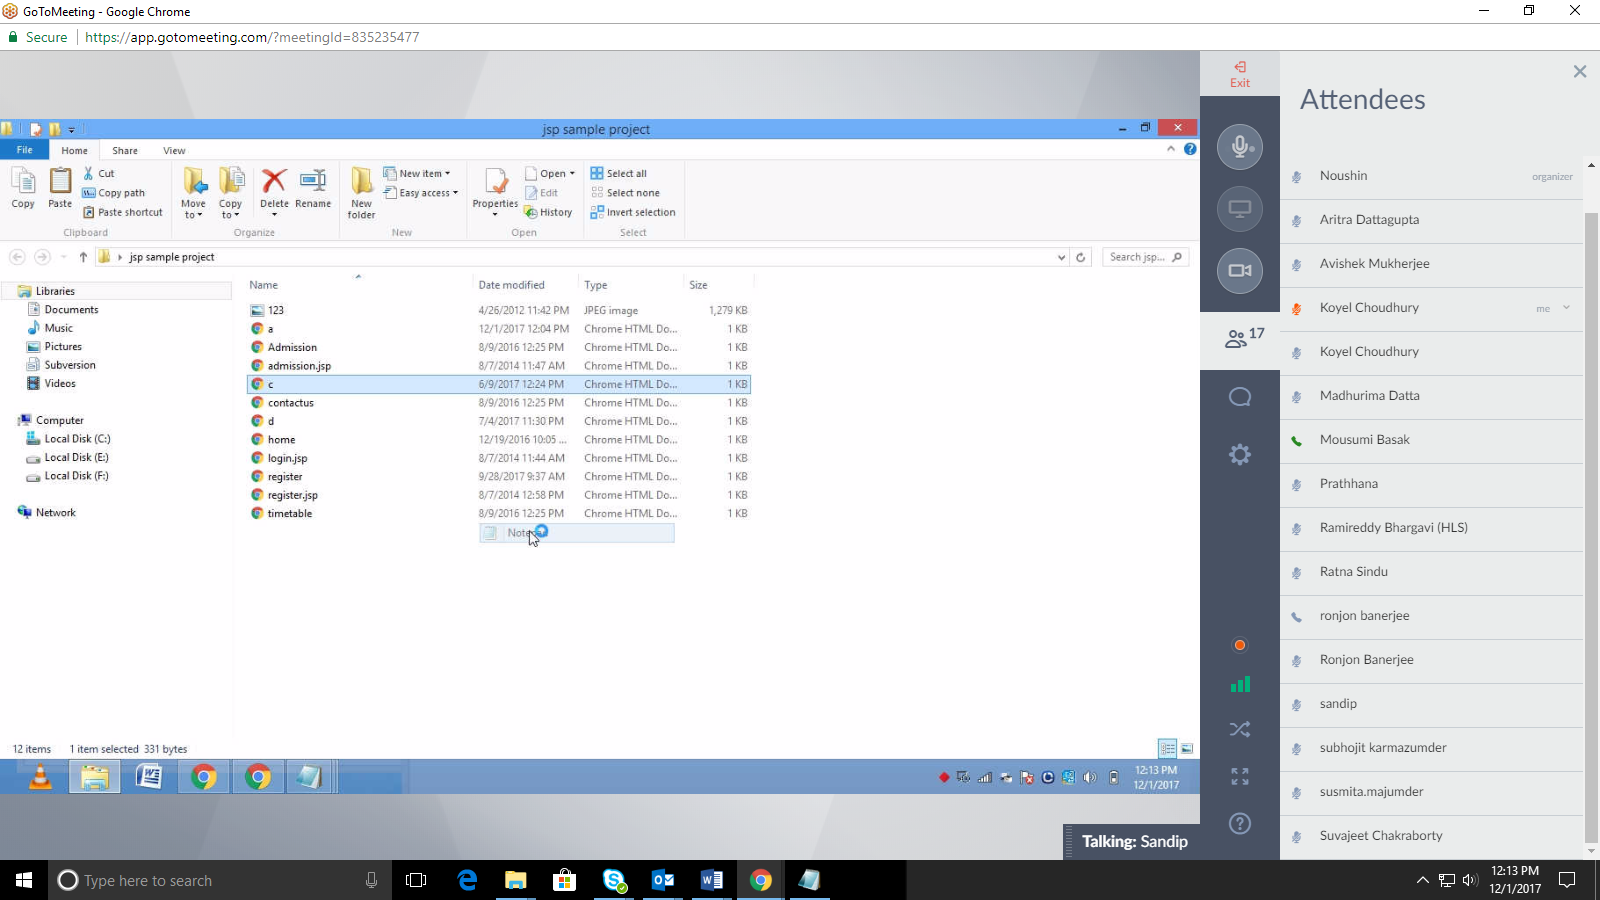 GoToMeeting - Google Chrome
Secure https://app.gotomeeting.com/?meetingId=835235477
jsp sample project
File Home Share View
Copy
Paste
Cut
Copy path
Paste shortcut
Clipboard
Move to
Copy to
Delete
Rename
Organize
New folder
New item
Easy access
New
Properties
Open
Edit
History
Open
Select all
Select none
Invert selection
Select
jsp sample project
Search jsp...
Libraries
Documents
Music
Pictures
Subversion
Videos
Computer
Local Disk (C:)
Local Disk (E:)
Local Disk (F:)
Network
Name Date modified Type Size
123 4/26/2012 11:42 PM JPEG image 1,279 KB
a 12/1/2017 12:04 PM Chrome HTML Do... 1 KB
Admission 8/9/2016 12:25 PM Chrome HTML Do... 1 KB
admission.jsp 8/7/2014 11:47 AM Chrome HTML Do... 1 KB
c 6/9/2017 12:24 PM Chrome HTML Do... 1 KB
contactus 8/9/2016 12:25 PM Chrome HTML Do... 1 KB
d 7/4/2017 11:30 PM Chrome HTML Do... 1 KB
home 12/19/2016 10:05 ... Chrome HTML Do... 1 KB
login.jsp 8/7/2014 11:44 AM Chrome HTML Do... 1 KB
register 9/28/2017 9:37 AM Chrome HTML Do... 1 KB
register.jsp 8/7/2014 12:58 PM Chrome HTML Do... 1 KB
timetable 8/9/2016 12:25 PM Chrome HTML Do... 1 KB
12 items 1 item selected 331 bytes
12:13 PM
12/1/2017
Talking: Sandip
Exit
17
Attendees
Noushin organizer
Aritra Dattagupta
Avishek Mukherjee
Koyel Choudhury me
Koyel Choudhury
Madhurima Datta
Mousumi Basak
Prathhana
Ramireddy Bhargavi (HLS)
Ratna Sindu
ronjon banerjee
Ronjon Banerjee
sandip
subhojit karmazumder
susmita.majumder
Suvajeet Chakraborty
Type here to search
12:13 PM
12/1/2017